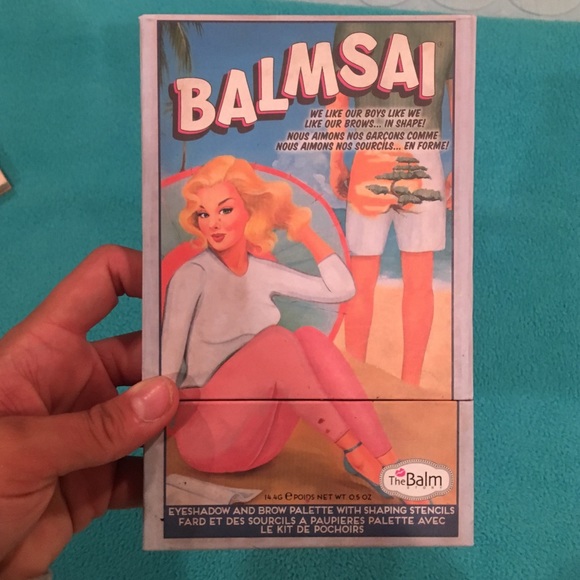 BALMSAI
WE LIKE OUR BOYS LIKE WE
LIKE OUR BROWS... IN SHAPE!
NOUS AIMONS NOS GARÇONS COMME
NOUS AIMONS NOS SOURCILS... EN FORME!
TheBalm
14.4G e POIDS NET WT. 0.5 OZ
EYESHADOW AND BROW PALETTE WITH SHAPING STENCILS
FARD ET DES SOURCILS A PAUPIERES PALETTE AVEC
LE KIT DE POCHOIRS